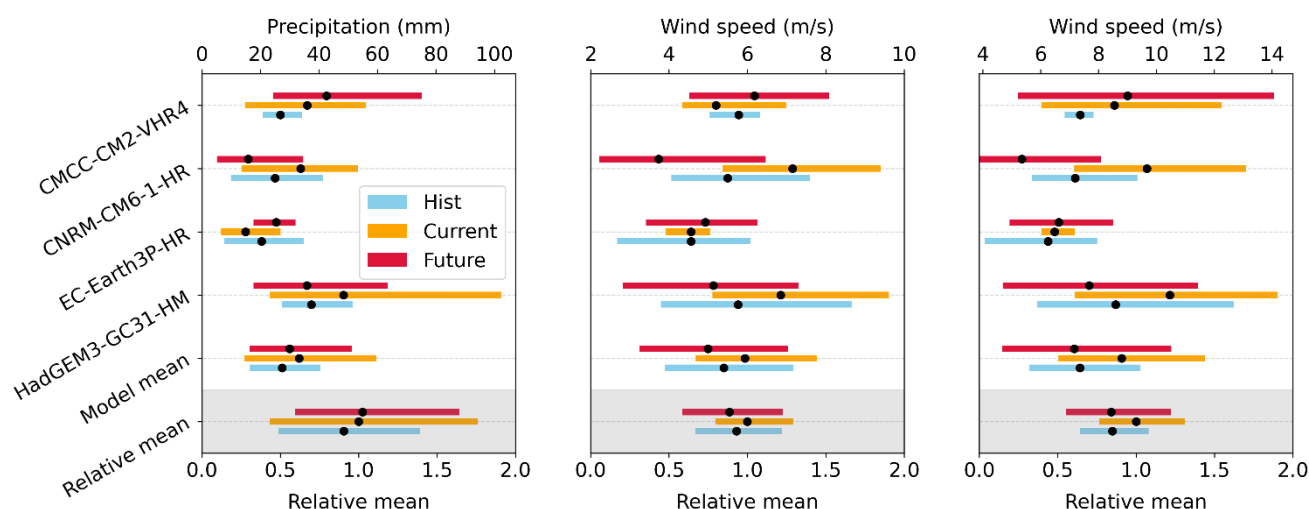 Precipitation (mm)
0 20 40 60 80 100
Wind speed (m/s)
2 4 6 8 10
Wind speed (m/s)
4 6 8 10 12 14
CMCC-CM2-VHR4
CNRM-CM6-1-HR
EC-Earth3P-HR
HadGEM3-GC31-HM
Model mean
Relative mean
Hist
Current
Future
0.0 0.5 1.0 1.5 2.0
Relative mean
0.0 0.5 1.0 1.5 2.0
Relative mean
0.0 0.5 1.0 1.5 2.0
Relative mean